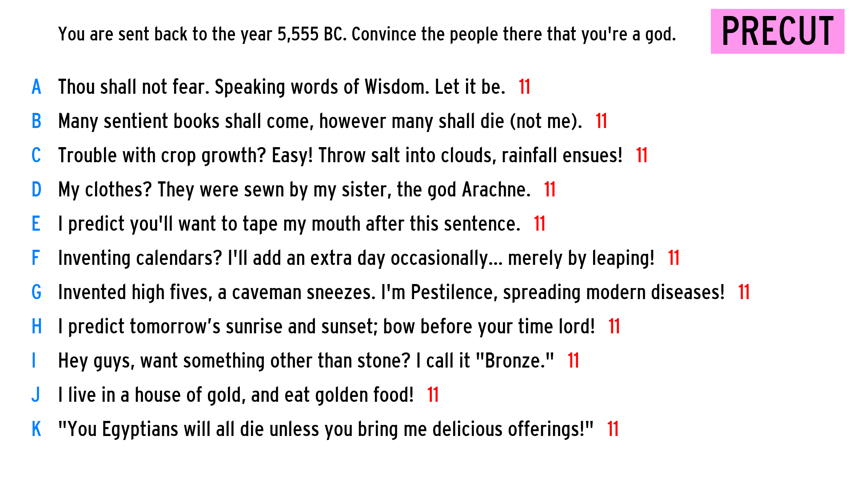 You are sent back to the year 5,555 BC. Convince the people there that you're a god.
PRECUT
A Thou shall not fear. Speaking words of Wisdom. Let it be. 11
B Many sentient books shall come, however many shall die (not me). 11
C Trouble with crop growth? Easy! Throw salt into clouds, rainfall ensues! 11
D My clothes? They were sewn by my sister, the god Arachne. 11
E I predict you'll want to tape my mouth after this sentence. 11
F Inventing calendars? I'll add an extra day occasionally... merely by leaping! 11
G Invented high fives, a caveman sneezes. I'm Pestilence, spreading modern diseases! 11
H I predict tomorrow’s sunrise and sunset; bow before your time lord! 11
I Hey guys, want something other than stone? I call it "Bronze." 11
J I live in a house of gold, and eat golden food! 11
K "You Egyptians will all die unless you bring me delicious offerings!" 11